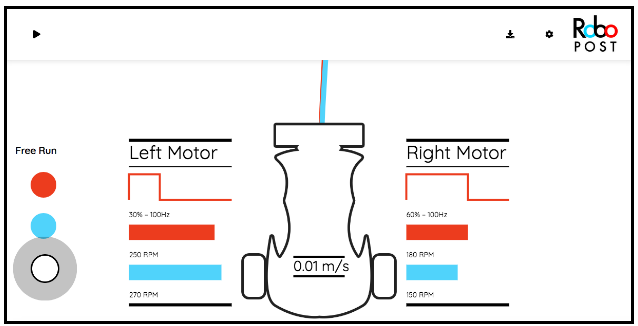 Robo
POST
Free Run
Left Motor
30% - 100Hz
250 RPM
270 RPM
0.01 m/s
Right Motor
60% - 100Hz
180 RPM
150 RPM